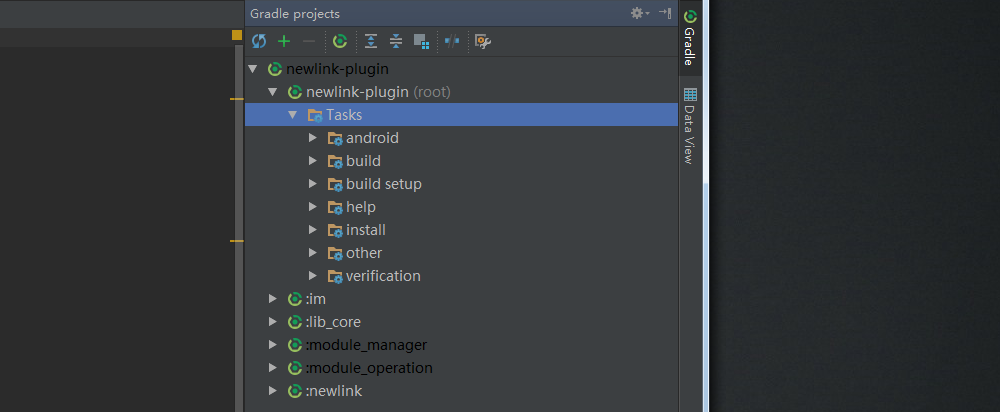 Gradle projects
newlink-plugin
newlink-plugin (root)
Tasks
android
build
build setup
help
install
other
verification
:im
:lib_core
:module_manager
:module_operation
:newlink
Gradle
Data View